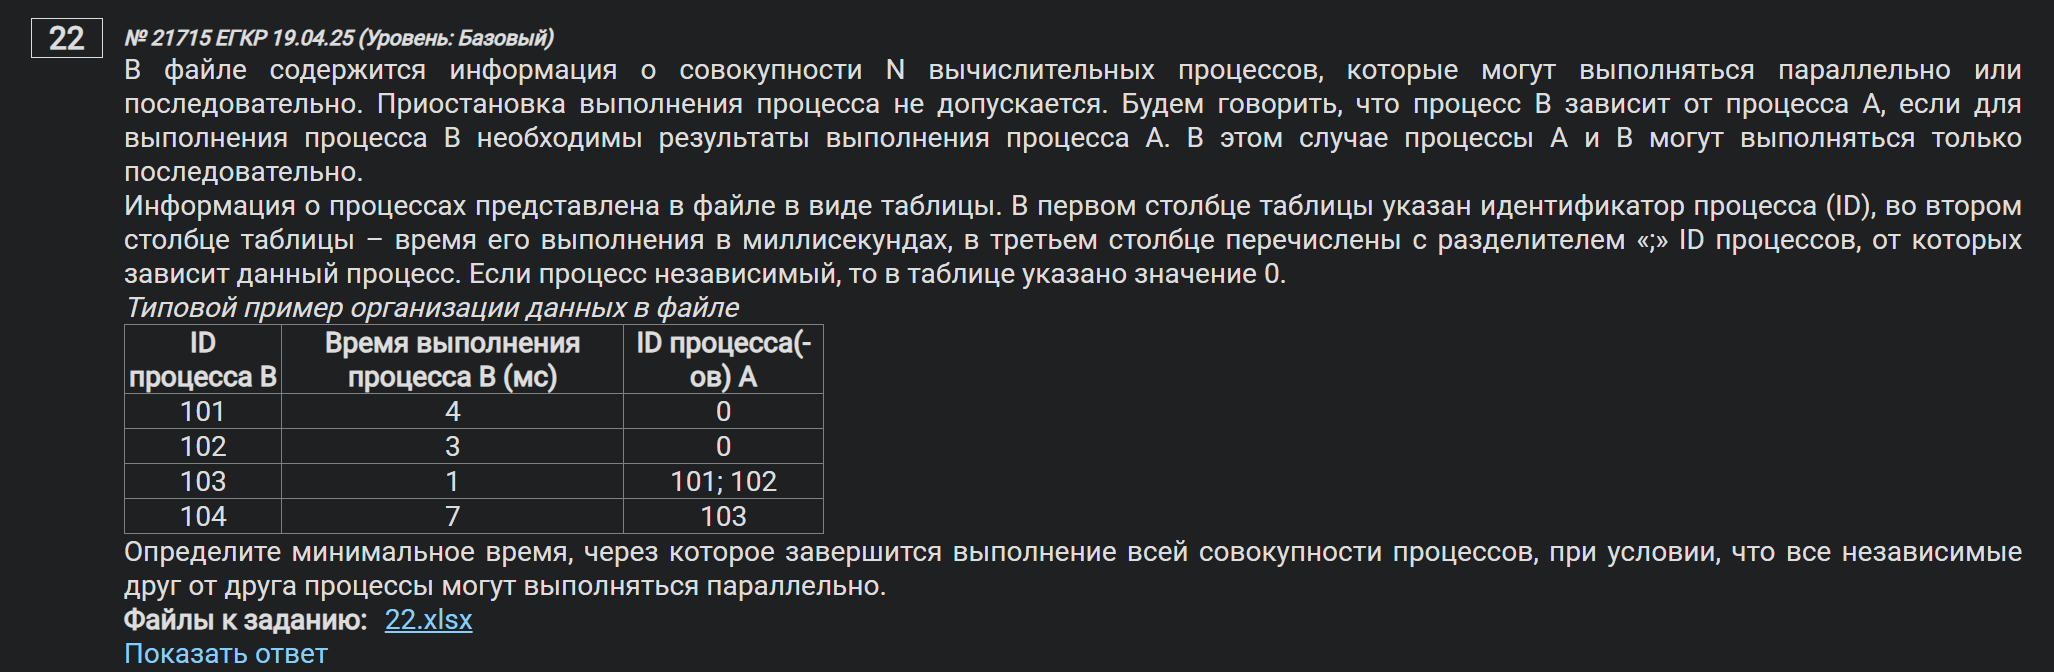 22
№ 21715 ЕГКР 19.04.25 (Уровень: Базовый)
В файле содержится информация о совокупности N вычислительных процессов, которые могут выполняться параллельно или
последовательно. Приостановка выполнения процесса не допускается. Будем говорить, что процесс B зависит от процесса A, если для
выполнения процесса B необходимы результаты выполнения процесса A. В этом случае процессы A и B могут выполняться только
последовательно.
Информация о процессах представлена в файле в виде таблицы. В первом столбце таблицы указан идентификатор процесса (ID), во втором
столбце таблицы – время его выполнения в миллисекундах, в третьем столбце перечислены с разделителем «;» ID процессов, от которых
зависит данный процесс. Если процесс независимый, то в таблице указано значение 0.
Типовой пример организации данных в файле
ID процесса B | Время выполнения процесса B (мс) | ID процесса(-ов) A
101 4 0
102 3 0
103 1 101; 102
104 7 103
Определите минимальное время, через которое завершится выполнение всей совокупности процессов, при условии, что все независимые
друг от друга процессы могут выполняться параллельно.
Файлы к заданию: 22.xlsx
Показать ответ